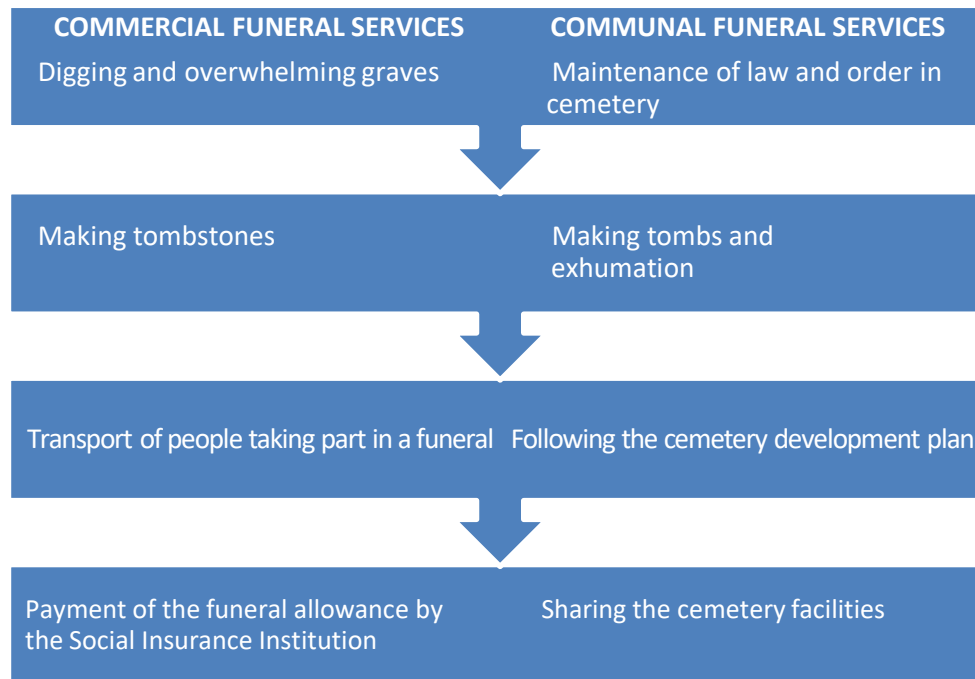 COMMERCIAL FUNERAL SERVICES
Digging and overwhelming graves
COMMUNAL FUNERAL SERVICES
Maintenance of law and order in
cemetery
Making tombstones
Making tombs and
exhumation
Transport of people taking part in a funeral
Following the cemetery development plan
Payment of the funeral allowance by
the Social Insurance Institution
Sharing the cemetery facilities